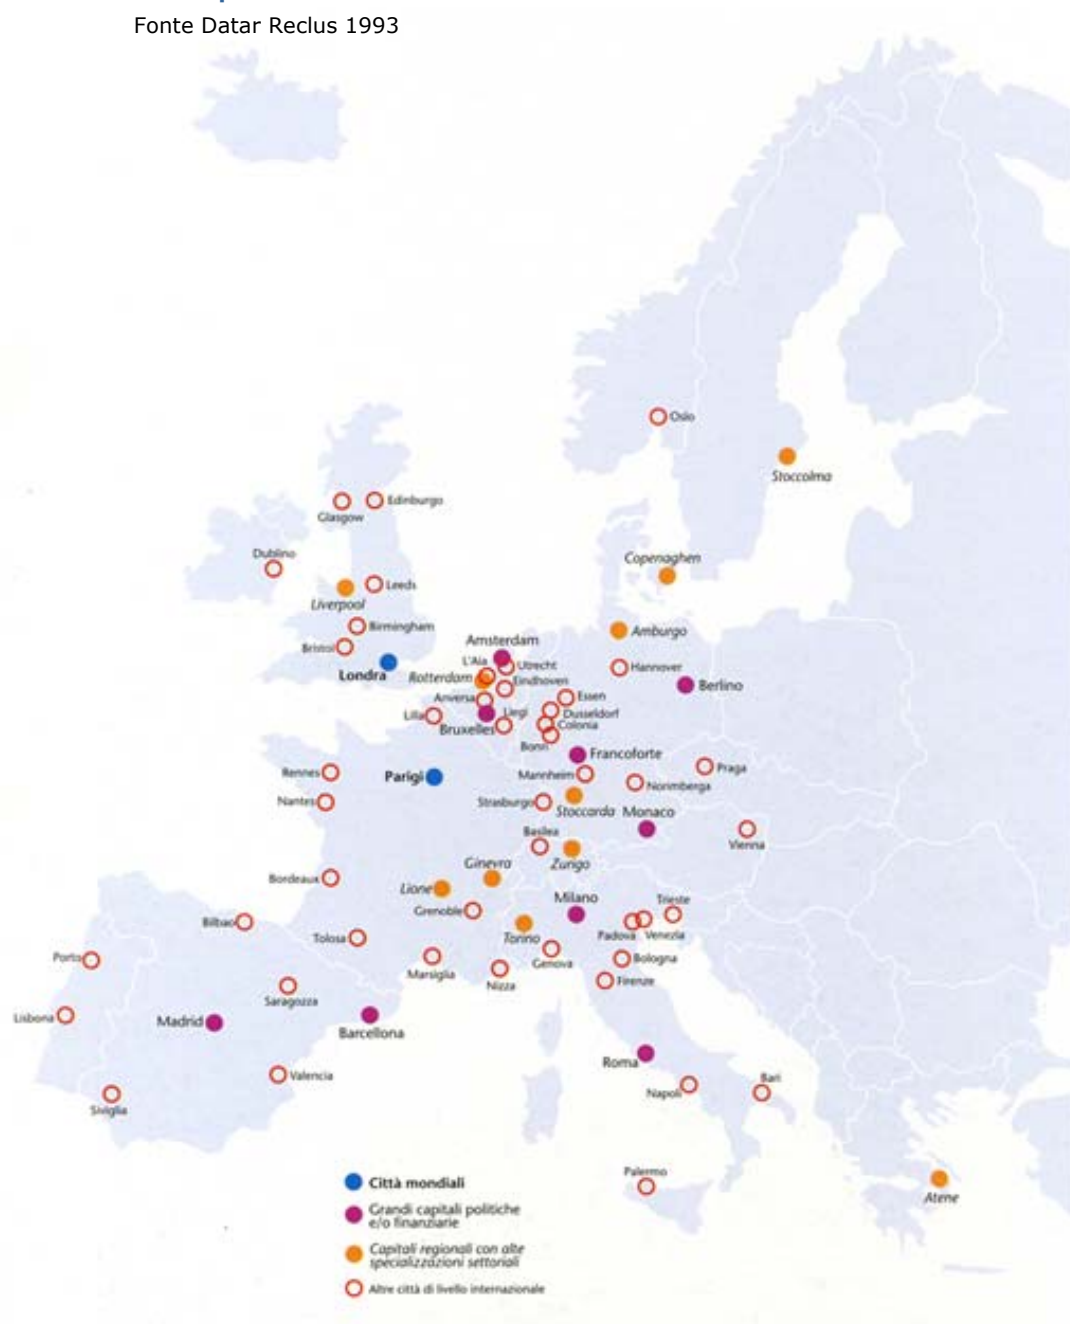 Fonte Datar Reclus 1993
Oslo
Stoccolma
Edinburgo
Glasgow
Dublino
Copenaghen
Leeds
Liverpool
Birmingham
Amburgo
Bristol
Amsterdam
Londra
L'Aia
Utrecht
Hannover
Rotterdam
Eindhoven
Berlino
Anversa
Essen
Lilla
Liegi
Dusseldorf
Bruxelles
Colonia
Bonn
Francoforte
Rennes
Parigi
Mannheim
Praga
Norimberga
Nantes
Strasburgo
Stoccarda
Monaco
Basilea
Vienna
Ginevra
Zurigo
Bordeaux
Lione
Milano
Trieste
Grenoble
Bilbao
Tolosa
Torino
Padova
Venezia
Porto
Genova
Bologna
Marsiglia
Nizza
Firenze
Saragozza
Lisbona
Madrid
Barcellona
Roma
Valencia
Bari
Napoli
Siviglia
Palermo
Atene
Città mondiali
Grandi capitali politiche
e/o finanziarie
Capitali regionali con alte
specializzazioni settoriali
Altre città di livello internazionale